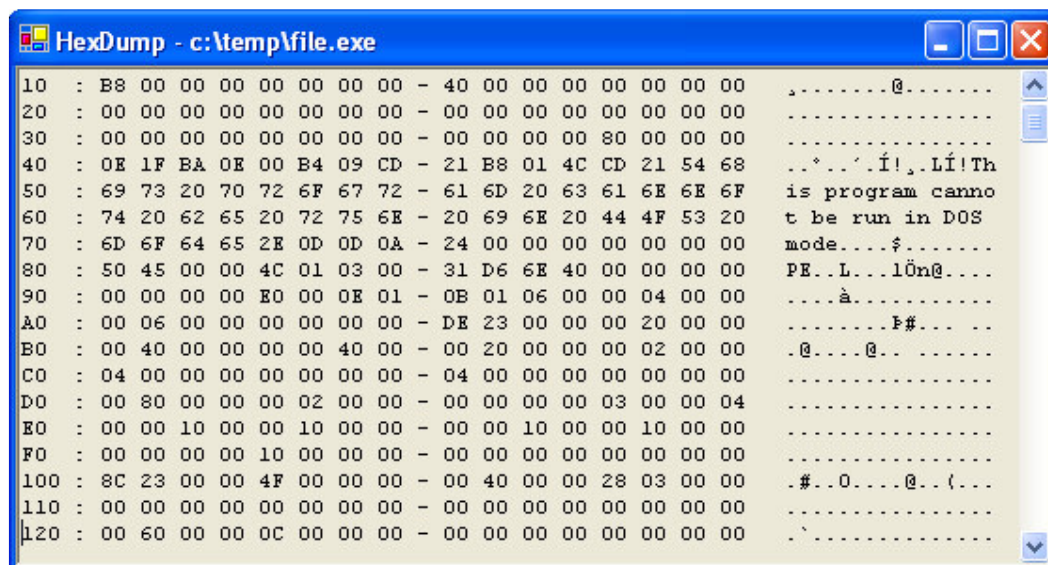 HexDump - c:\temp\file.exe
10 : B8 00 00 00 00 00 00 00 - 40 00 00 00 00 00 00 00 ¸.......@.......
20 : 00 00 00 00 00 00 00 00 - 00 00 00 00 00 00 00 00 ................
30 : 00 00 00 00 00 00 00 00 - 00 00 00 00 80 00 00 00 ................
40 : 0E 1F BA 0E 00 B4 09 CD - 21 B8 01 4C CD 21 54 68 ..°..´.Í!¸.LÍ!Th
50 : 69 73 20 70 72 6F 67 72 - 61 6D 20 63 61 6E 6E 6F is program canno
60 : 74 20 62 65 20 72 75 6E - 20 69 6E 20 44 4F 53 20 t be run in DOS
70 : 6D 6F 64 65 2E 0D 0D 0A - 24 00 00 00 00 00 00 00 mode....$.......
80 : 50 45 00 00 4C 01 03 00 - 31 D6 6E 40 00 00 00 00 PE..L...1Ön@....
90 : 00 00 00 00 E0 00 0E 01 - 0B 01 06 00 00 04 00 00 ....à...........
A0 : 00 06 00 00 00 00 00 00 - DE 23 00 00 00 20 00 00 ........Þ#... ..
B0 : 00 40 00 00 00 00 40 00 - 00 20 00 00 00 02 00 00 .@....@.. ......
C0 : 04 00 00 00 00 00 00 00 - 04 00 00 00 00 00 00 00 ................
D0 : 00 80 00 00 00 02 00 00 - 00 00 00 00 03 00 00 04 ................
E0 : 00 00 10 00 00 10 00 00 - 00 00 10 00 00 10 00 00 ................
F0 : 00 00 00 00 10 00 00 00 - 00 00 00 00 00 00 00 00 ................
100 : 8C 23 00 00 4F 00 00 00 - 00 40 00 00 28 03 00 00 .#..O....@..(...
110 : 00 00 00 00 00 00 00 00 - 00 00 00 00 00 00 00 00 ................
120 : 00 60 00 00 0C 00 00 00 - 00 00 00 00 00 00 00 00 .`..............